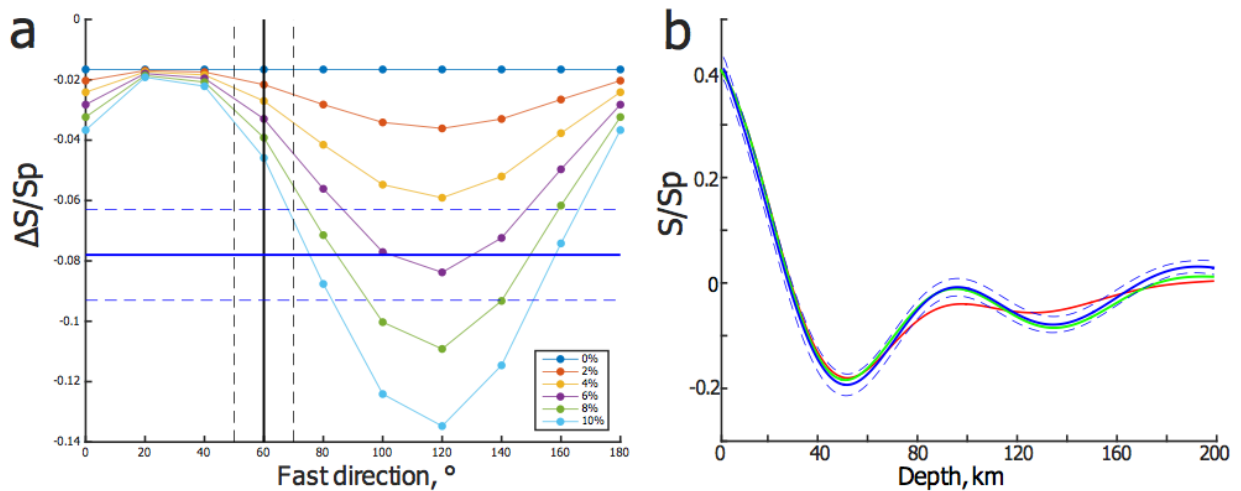 a
0
-0.02
-0.04
-0.06
-0.08
-0.1
-0.12
-0.14
ΔS/Sp
0 20 40 60 80 100 120 140 160 180
Fast direction, °
0%
2%
4%
6%
8%
10%
b
0.4
0.2
0
-0.2
S/Sp
0 40 80 120 160 200
Depth, km